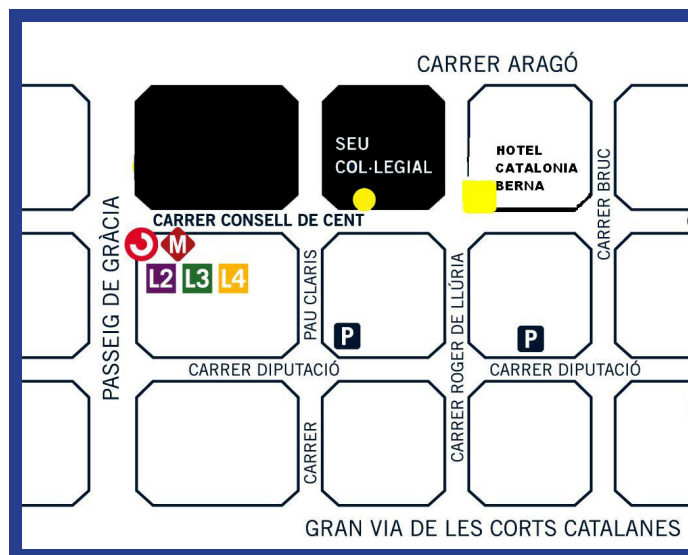 CARRER ARAGÓ
SEU
COL·LEGIAL
HOTEL
CATALONIA
BERNA
CARRER BRUC
CARRER CONSELL DE CENT
PASSEIG DE GRÀCIA
M
L2 L3 L4
PAU CLARIS
CARRER ROGER DE LLÚRIA
P
P
CARRER DIPUTACIÓ
CARRER DIPUTACIÓ
CARRER
GRAN VIA DE LES CORTS CATALANES